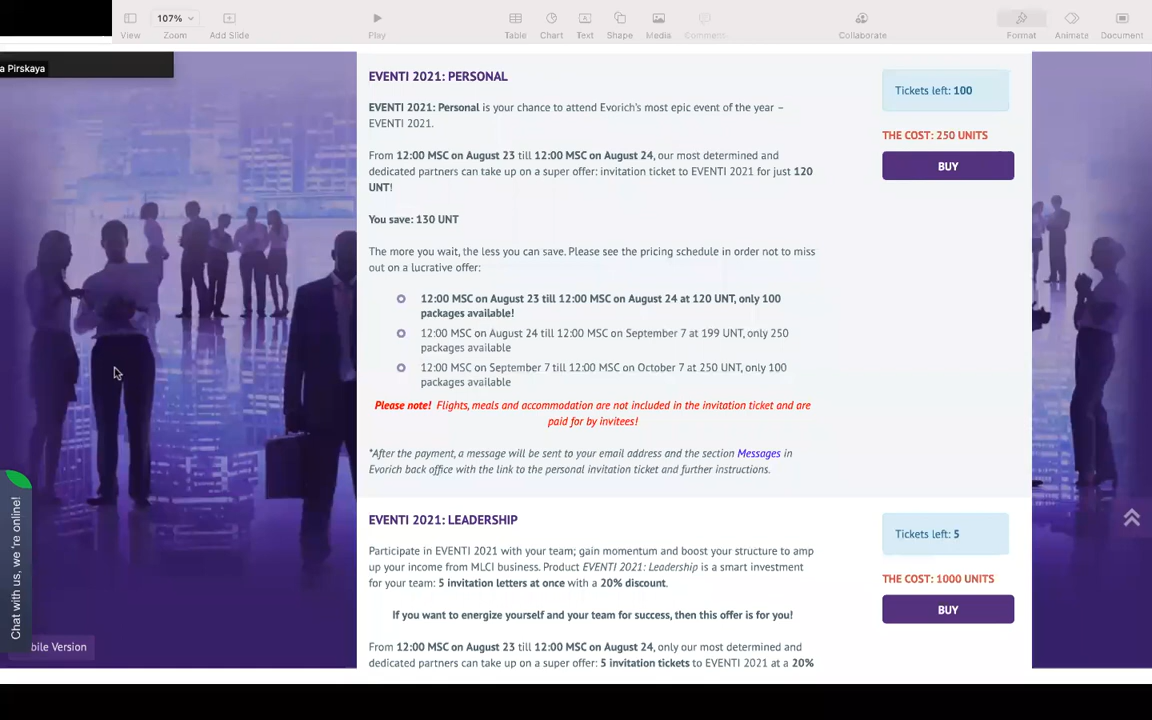 107%
View
Zoom
Add Slide
Play
Table
Chart
Text
Shape
Media
Comment
Collaborate
Format
Animate
Document
a Pirskaya
EVENTI 2021: PERSONAL
EVENTI 2021: Personal is your chance to attend Evorich's most epic event of the year –
EVENTI 2021.
From 12:00 MSC on August 23 till 12:00 MSC on August 24, our most determined and
dedicated partners can take up on a super offer: invitation ticket to EVENTI 2021 for just 120
UNT!
You save: 130 UNT
The more you wait, the less you can save. Please see the pricing schedule in order not to miss
out on a lucrative offer:
12:00 MSC on August 23 till 12:00 MSC on August 24 at 120 UNT, only 100
packages available!
12:00 MSC on August 24 till 12:00 MSC on September 7 at 199 UNT, only 250
packages available
12:00 MSC on September 7 till 12:00 MSC on October 7 at 250 UNT, only 100
packages available
Please note! Flights, meals and accommodation are not included in the invitation ticket and are
paid for by invitees!
*After the payment, a message will be sent to your email address and the section Messages in
Evorich back office with the link to the personal invitation ticket and further instructions.
Tickets left: 100
THE COST: 250 UNITS
BUY
EVENTI 2021: LEADERSHIP
Participate in EVENTI 2021 with your team; gain momentum and boost your structure to amp
up your income from MLCI business. Product EVENTI 2021: Leadership is a smart investment
for your team: 5 invitation letters at once with a 20% discount.
If you want to energize yourself and your team for success, then this offer is for you!
From 12:00 MSC on August 23 till 12:00 MSC on August 24, only our most determined and
dedicated partners can take up on a super offer: 5 invitation tickets to EVENTI 2021 at a 20%
Tickets left: 5
THE COST: 1000 UNITS
BUY
Chat with us, we're online!
bile Version